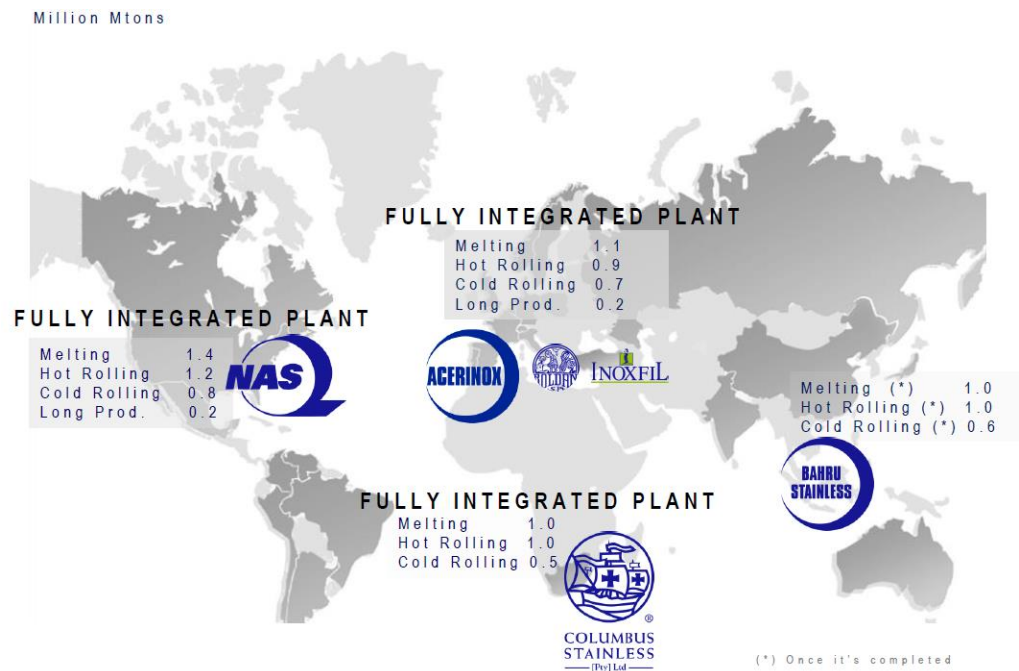 Million Mtons
FULLY INTEGRATED PLANT
Melting 1.1
Hot Rolling 0.9
Cold Rolling 0.7
Long Prod. 0.2
FULLY INTEGRATED PLANT
Melting 1.4
Hot Rolling 1.2
Cold Rolling 0.8
Long Prod. 0.2
NAS
ACERINOX
ROLDAN
S.A.
INOXFIL
Melting (*) 1.0
Hot Rolling (*) 1.0
Cold Rolling (*) 0.6
BAHRU
STAINLESS
FULLY INTEGRATED PLANT
Melting 1.0
Hot Rolling 1.0
Cold Rolling 0.5
®
COLUMBUS
STAINLESS
[Pty] Ltd
(*) Once it's completed